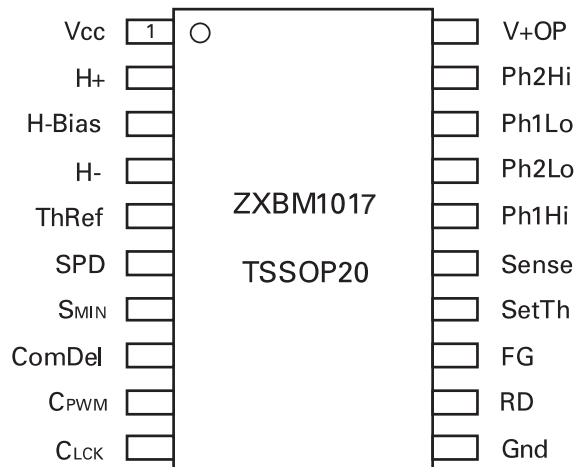 Vcc 1 V+OP
H+ Ph2Hi
H-Bias Ph1Lo
H- Ph2Lo
ThRef Ph1Hi
ZXBM1017
SPD Sense
TSSOP20
SMIN SetTh
ComDel FG
CPWM RD
CLCK Gnd